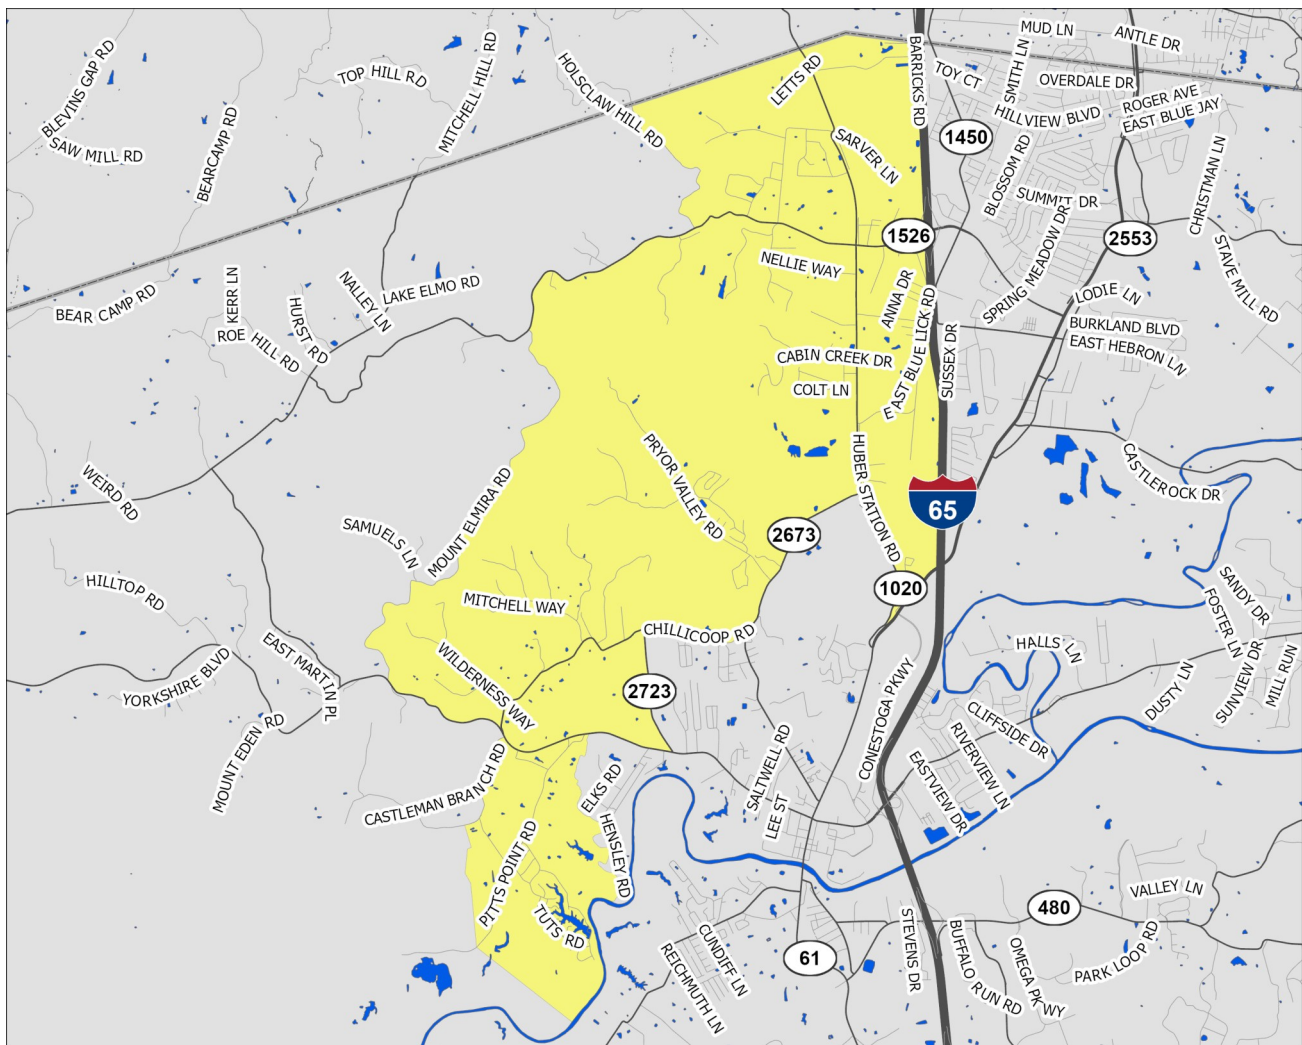 MUD LN
ANTLE DR
BLEVINS GAP RD
TOP HILL RD
MITCHELL HILL RD
HOLSCLAW HILL RD
LETTS RD
BARRICKS RD
TOY CT
SMITH LN
OVERDALE DR
ROGER AVE
HILLVIEW BLVD
EAST BLUE JAY
SAW MILL RD
BEARCAMP RD
SARVER LN
1450
BLOSSOM RD
CHRISTMAN LN
SUMMIT DR
1526
2553
SPRING MEADOW DR
STAVE MILL RD
NELLIE WAY
ANNA DR
BEAR CAMP RD
KERR LN
NALLEY LN
LAKE ELMO RD
LODIE LN
ROE HILL RD
HURST RD
BURKLAND BLVD
EAST HEBRON LN
EAST BLUE LICK RD
SUSSEX DR
CABIN CREEK DR
COLT LN
WEIRD RD
PRYOR VALLEY RD
HUBER STATION RD
CASTLEROCK DR
MOUNT ELMIRA RD
SAMUELS LN
65
2673
HILLTOP RD
MITCHELL WAY
1020
SANDY DR
FOSTER LN
CHILLICOOP RD
HALLS LN
EAST MARTIN PL
YORKSHIRE BLVD
WILDERNESS WAY
2723
DUSTY LN
SUNVIEW DR
MILL RUN
MOUNT EDEN RD
CONESTOGA PKWY
CLIFFSIDE DR
RIVERVIEW LN
CASTLEMAN BRANCH RD
ELKS RD
SALTWELL RD
LEE ST
EASTVIEW DR
HENSLEY RD
PITTS POINT RD
TUTS RD
VALLEY LN
480
STEVENS DR
BUFFALO RUN RD
OMEGA PKWY
PARK LOOP RD
CUNDIFF LN
REICHMUTH LN
61